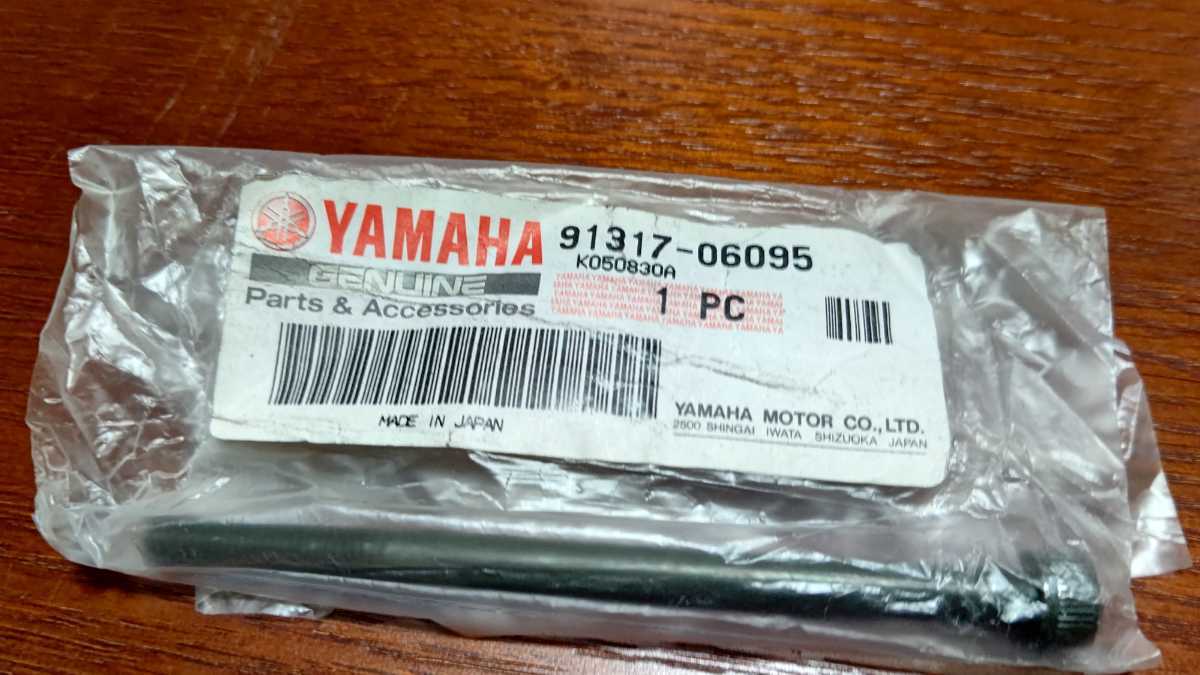 YAMAHA 91317-06095
K050830A
GENUINE
Parts & Accessories
1 PC
MADE IN JAPAN
YAMAHA MOTOR CO.,LTD.
2500 SHINGAI IWATA SHIZUOKA JAPAN